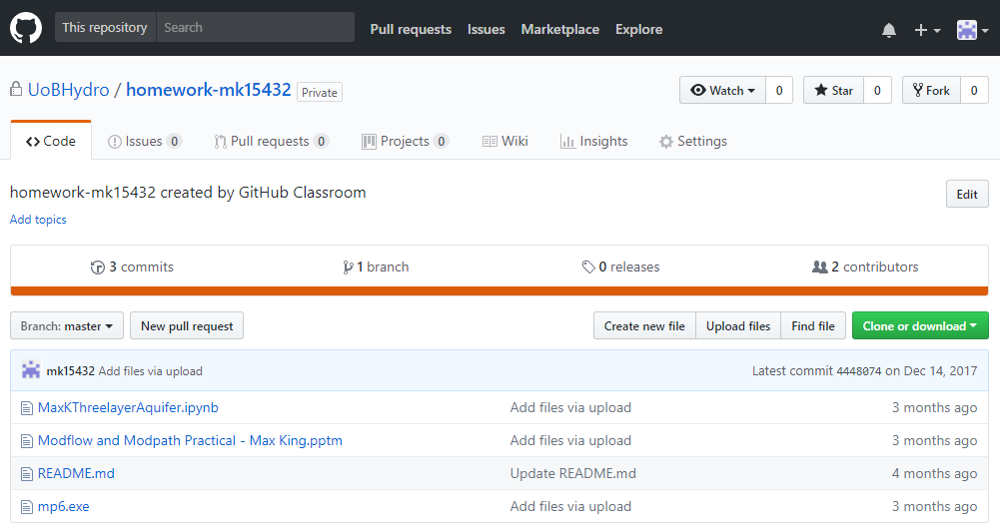 This repository Search Pull requests Issues Marketplace Explore
UoBHydro / homework-mk15432 Private Watch 0 Star 0 Fork 0
Code Issues 0 Pull requests 0 Projects 0 Wiki Insights Settings
homework-mk15432 created by GitHub Classroom Edit
Add topics
3 commits 1 branch 0 releases 2 contributors
Branch: master New pull request Create new file Upload files Find file Clone or download
mk15432 Add files via upload Latest commit 4448074 on Dec 14, 2017
MaxKThreelayerAquifer.ipynb Add files via upload 3 months ago
Modflow and Modpath Practical - Max King.pptm Add files via upload 3 months ago
README.md Update README.md 4 months ago
mp6.exe Add files via upload 3 months ago